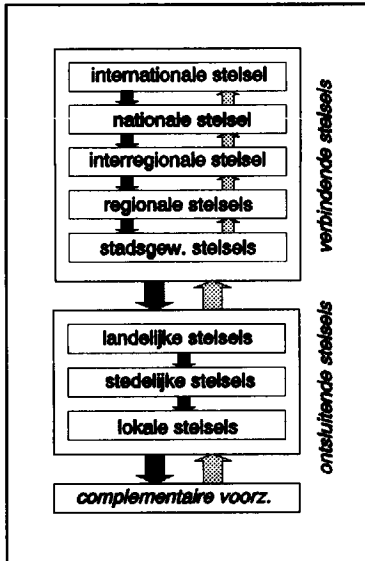 internationale stelsel
nationale stelsel
interregionale stelsel
regionale stelsels
stadsgew. stelsels
verbindende stelsels
landelijke stelsels
stedelijke stelsels
lokale stelsels
ontsluitende stelsels
complementaire voorz.